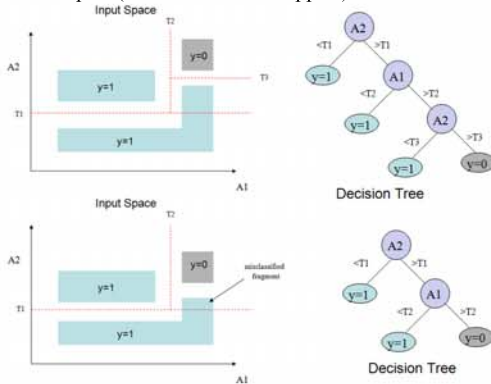 Input Space
T2
A2
y=0
y=1
T3
T1
y=1
A1
A2
<T1
>T1
y=1
A1
<T2
>T2
y=1
A2
<T3
>T3
y=1
y=0
Decision Tree
Input Space
T2
A2
y=0
misclassified
fragment
y=1
T1
y=1
A1
A2
<T1
>T1
y=1
A1
<T2
>T2
y=1
y=0
Decision Tree